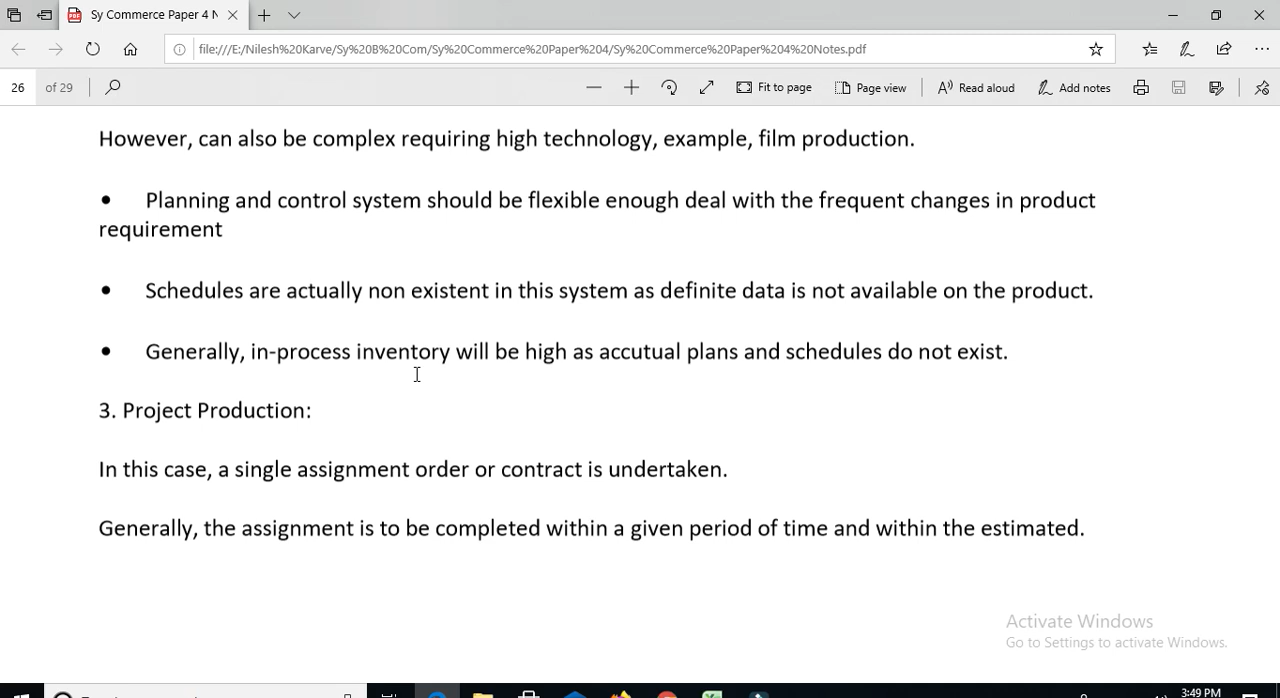 Sy Commerce Paper 4 N
file:///E:/Nilesh%20Karve/Sy%20B%20Com/Sy%20Commerce%20Paper%204/Sy%20Commerce%20Paper%204%20Notes.pdf
26 of 29 Fit to page Page view Read aloud Add notes
However, can also be complex requiring high technology, example, film production.
• Planning and control system should be flexible enough deal with the frequent changes in product
requirement
• Schedules are actually non existent in this system as definite data is not available on the product.
• Generally, in-process inventory will be high as accutual plans and schedules do not exist.
3. Project Production:
In this case, a single assignment order or contract is undertaken.
Generally, the assignment is to be completed within a given period of time and within the estimated.
Activate Windows
Go to Settings to activate Windows.
3:49 PM